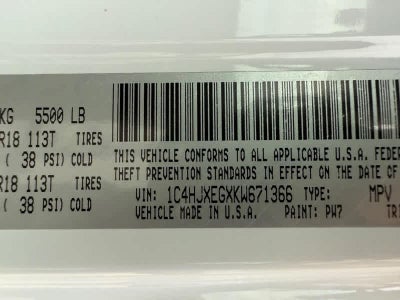 KG 5500 LB
R18 113T TIRES
( 38 PSI) COLD
R18 113T TIRES
( 38 PSI) COLD
THIS VEHICLE CONFORMS TO ALL APPLICABLE U.S.A. FEDERA
THEFT PREVENTION STANDARDS IN EFFECT ON THE DATE OF
VIN: 1C4HJXEGXKW671366 TYPE: MPV
VEHICLE MADE IN U.S.A. PAINT: PW7 TRI